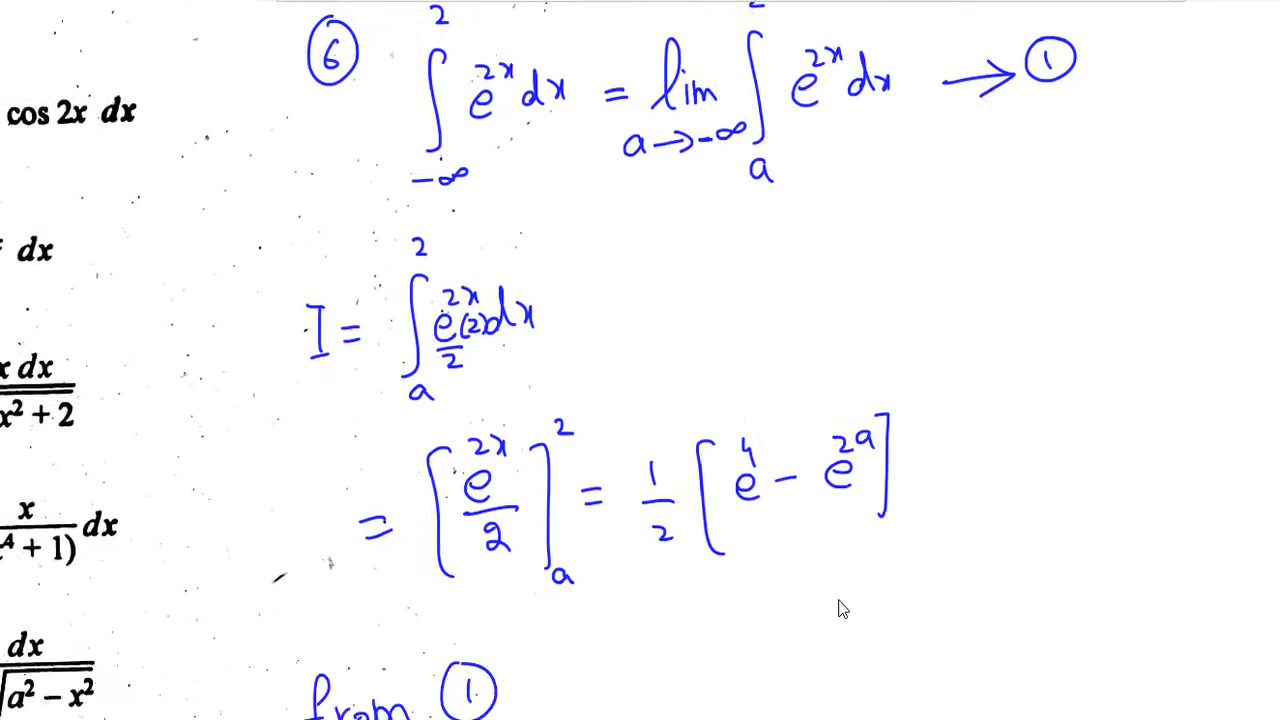 cos 2x dx
dx
x dx
x² + 2
x
4 + 1) dx
dx
√a² − x²
⑥ ∫_{-∞}^{2} e^{2x} dx = lim_{a→-∞} ∫_{a}^{2} e^{2x} dx → ①
I = ∫_{a}^{2} e^{2x}/2 (2) dx
= [e^{2x}/2]_{a}^{2} = 1/2 [e^{4} − e^{2a}]
from ①